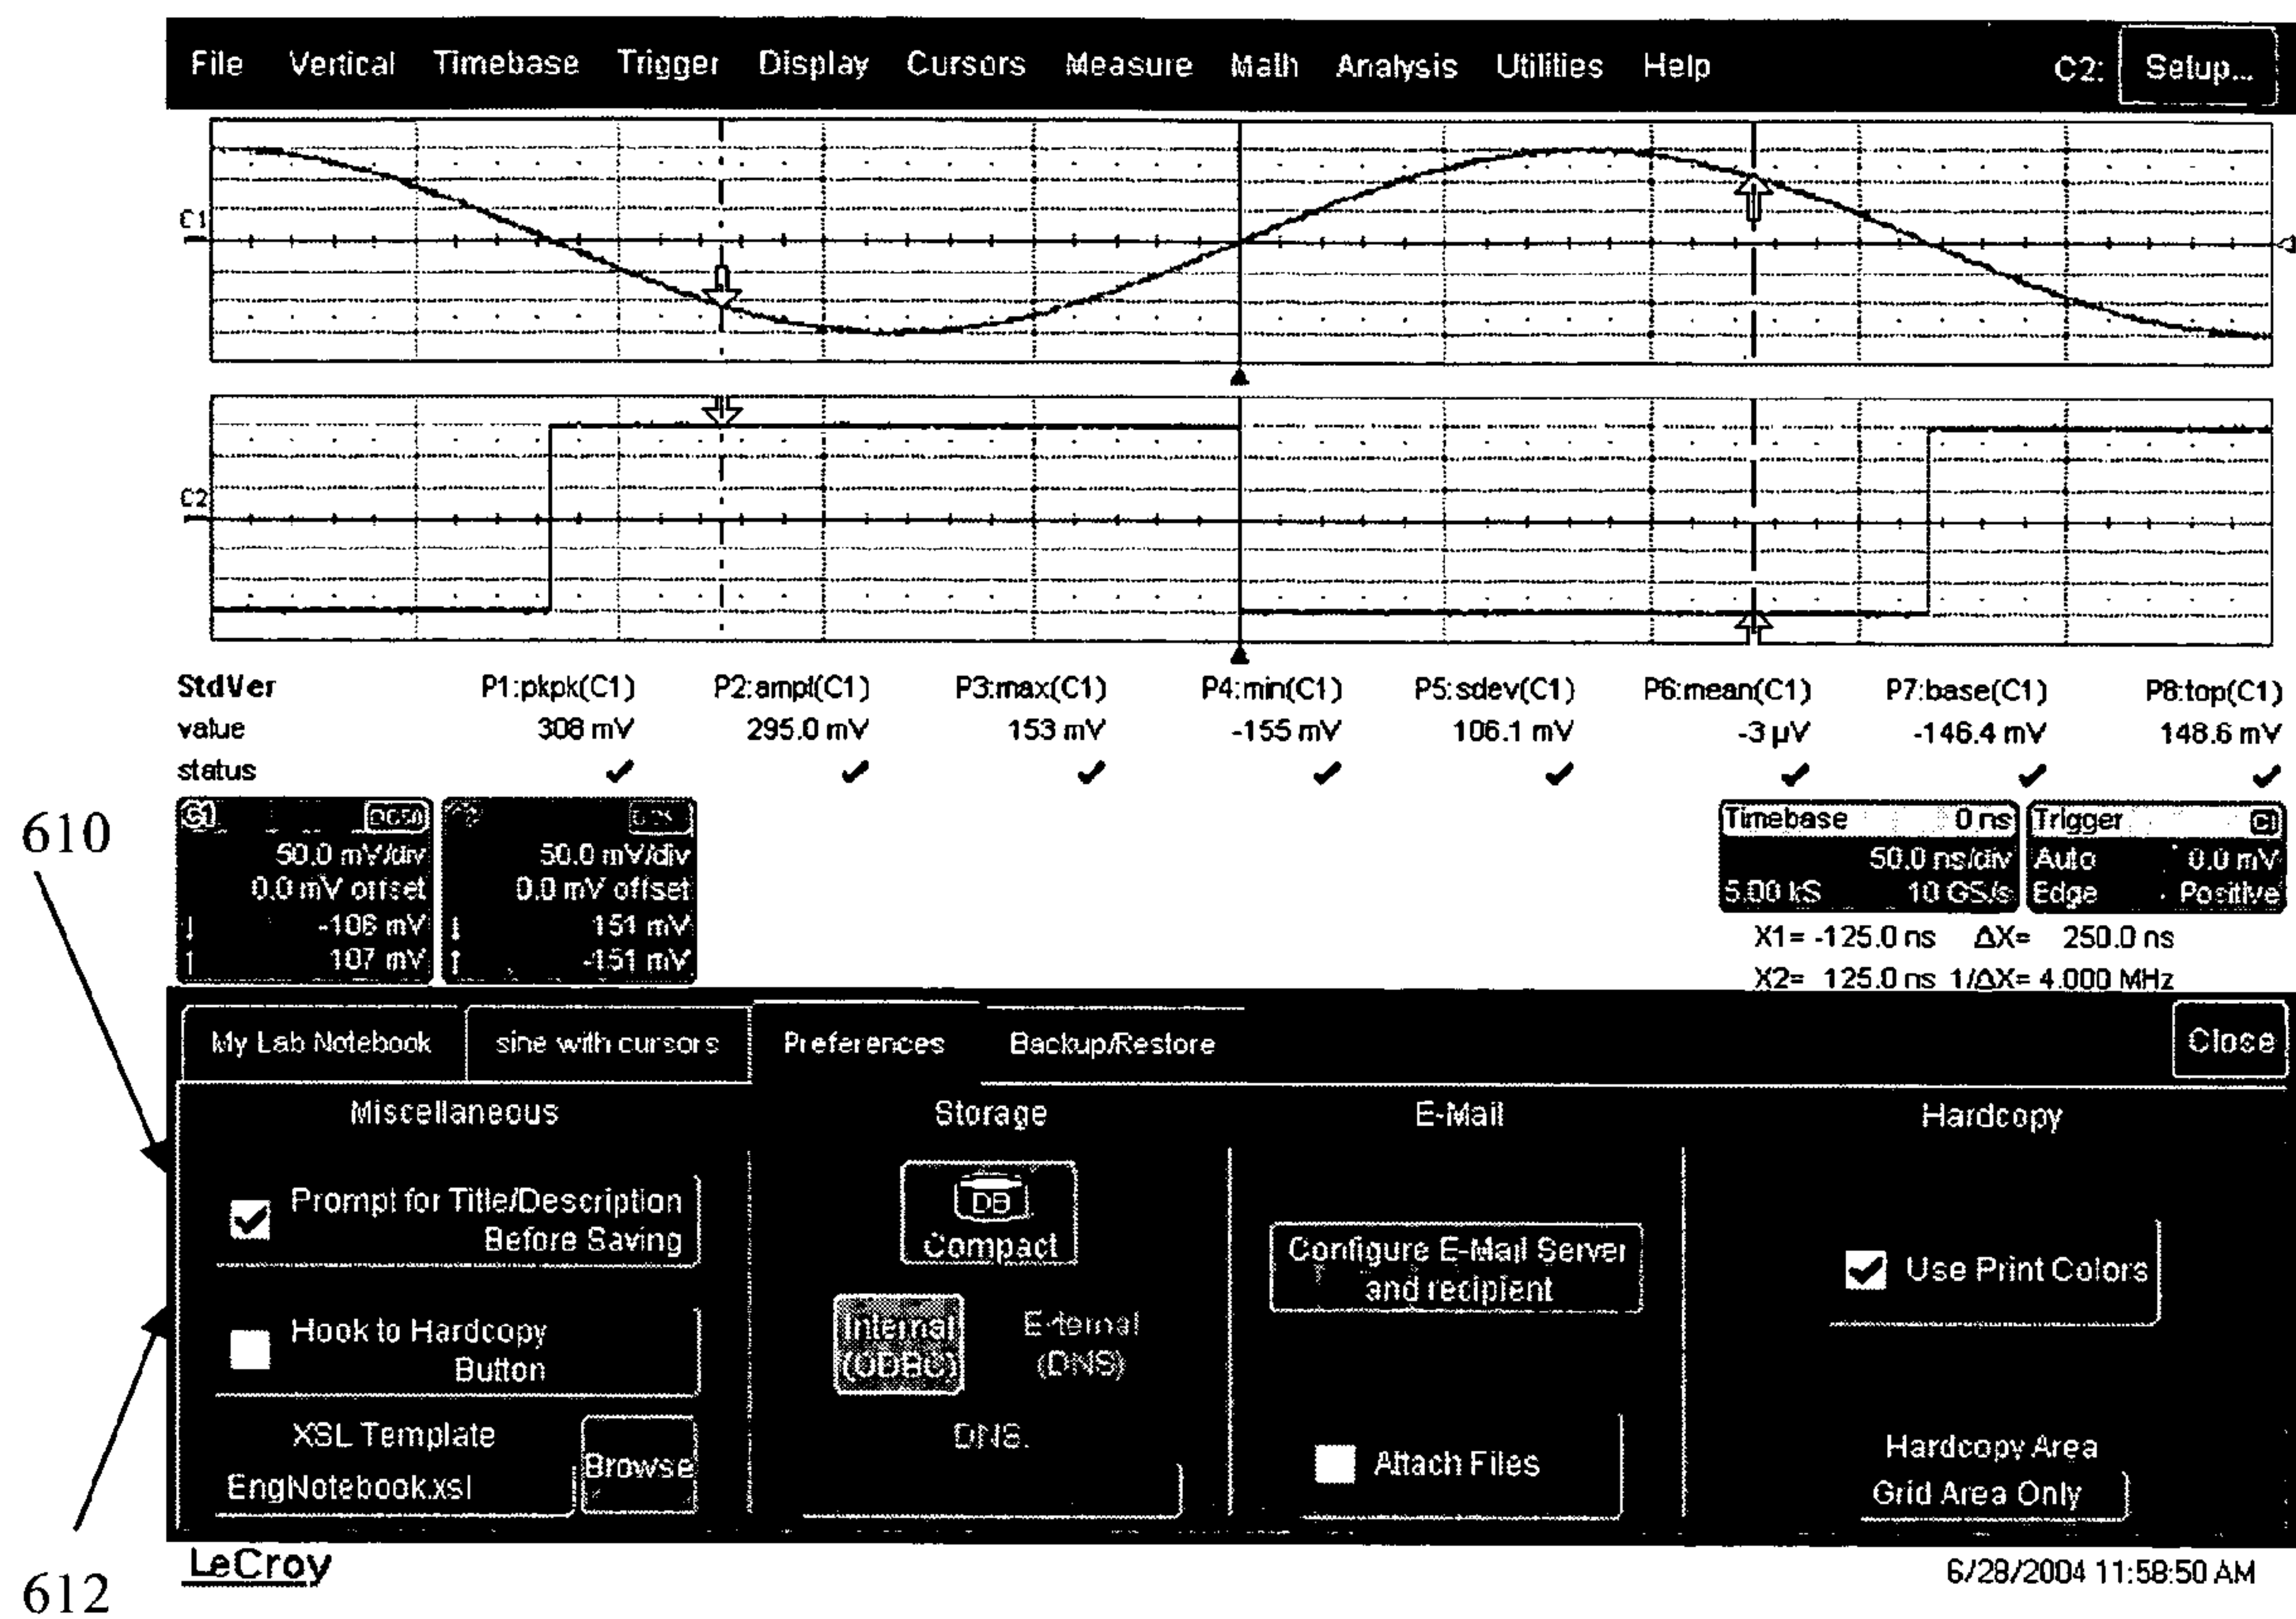 File Vertical Timebase Trigger Display Cursors Measure Math Analysis Utilities Help C2: Setup...
C1
C2
StdVer P1:pkpk(C1) P2:ampl(C1) P3:max(C1) P4:min(C1) P5:sdev(C1) P6:mean(C1) P7:base(C1) P8:top(C1)
value 308 mV 295.0 mV 153 mV -155 mV 106.1 mV -3 µV -146.4 mV 148.6 mV
status
610
C1 DC50
50.0 mV/div 50.0 mV/div
0.0 mV offset 0.0 mV offset
-106 mV 151 mV
107 mV -151 mV
Timebase 0 ns Trigger C1
50.0 ns/div Auto 0.0 mV
5.00 kS 10 GS/s Edge Positive
X1= -125.0 ns ΔX= 250.0 ns
X2= 125.0 ns 1/ΔX= 4.000 MHz
My Lab Notebook sine with cursors Preferences Backup/Restore Close
Miscellaneous Storage E-Mail Hardcopy
Prompt for Title/Description
Before Saving
DB
Compact
Configure E-Mail Server
and recipient
Use Print Colors
Hook to Hardcopy
Button
Internal
(ODBC)
External
(DNS)
XSL Template
EngNotebook.xsl
Browse
DNS.
Attach Files
Hardcopy Area
Grid Area Only
LeCroy 6/28/2004 11:58:50 AM
612